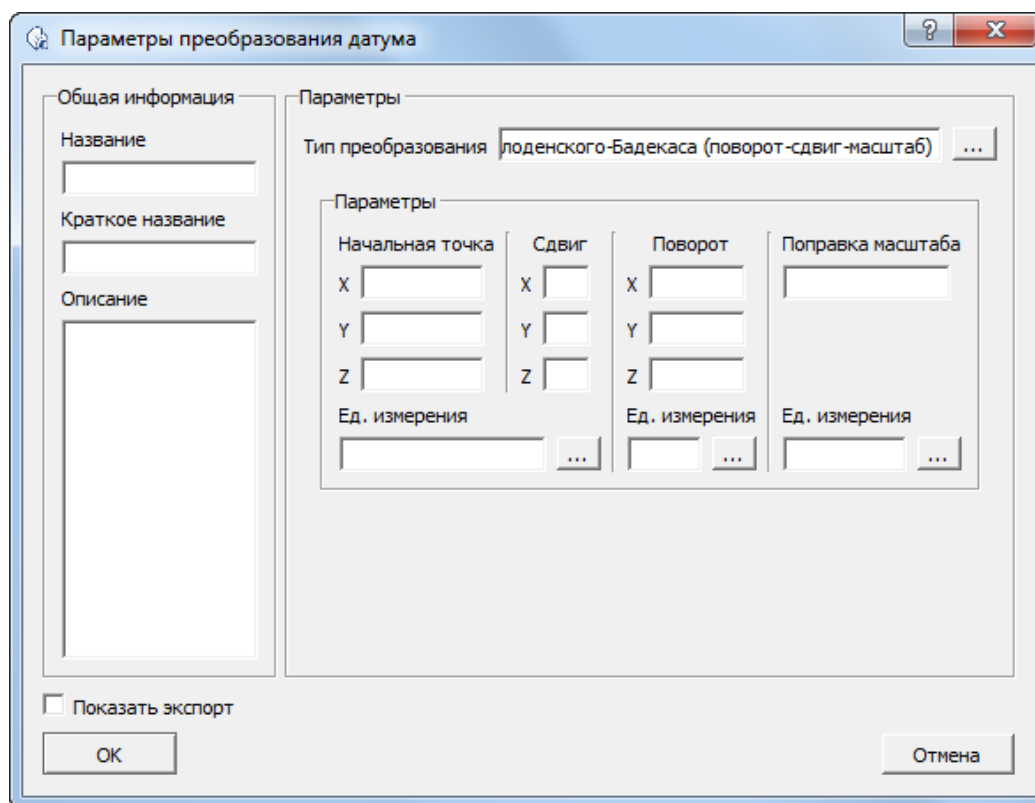 Параметры преобразования датума
Общая информация
Название
Краткое название
Описание
Параметры
Тип преобразования лоденского-Бадекаса (поворот-сдвиг-масштаб) ...
Параметры
Начальная точка Сдвиг Поворот Поправка масштаба
X X X
Y Y Y
Z Z Z
Ед. измерения Ед. измерения Ед. измерения
... ... ...
Показать экспорт
OK Отмена